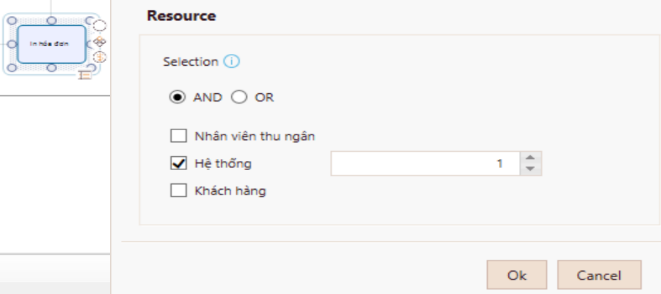 Resource
In hóa đơn
Selection
AND OR
Nhân viên thu ngân
Hệ thống 1
Khách hàng
Ok Cancel